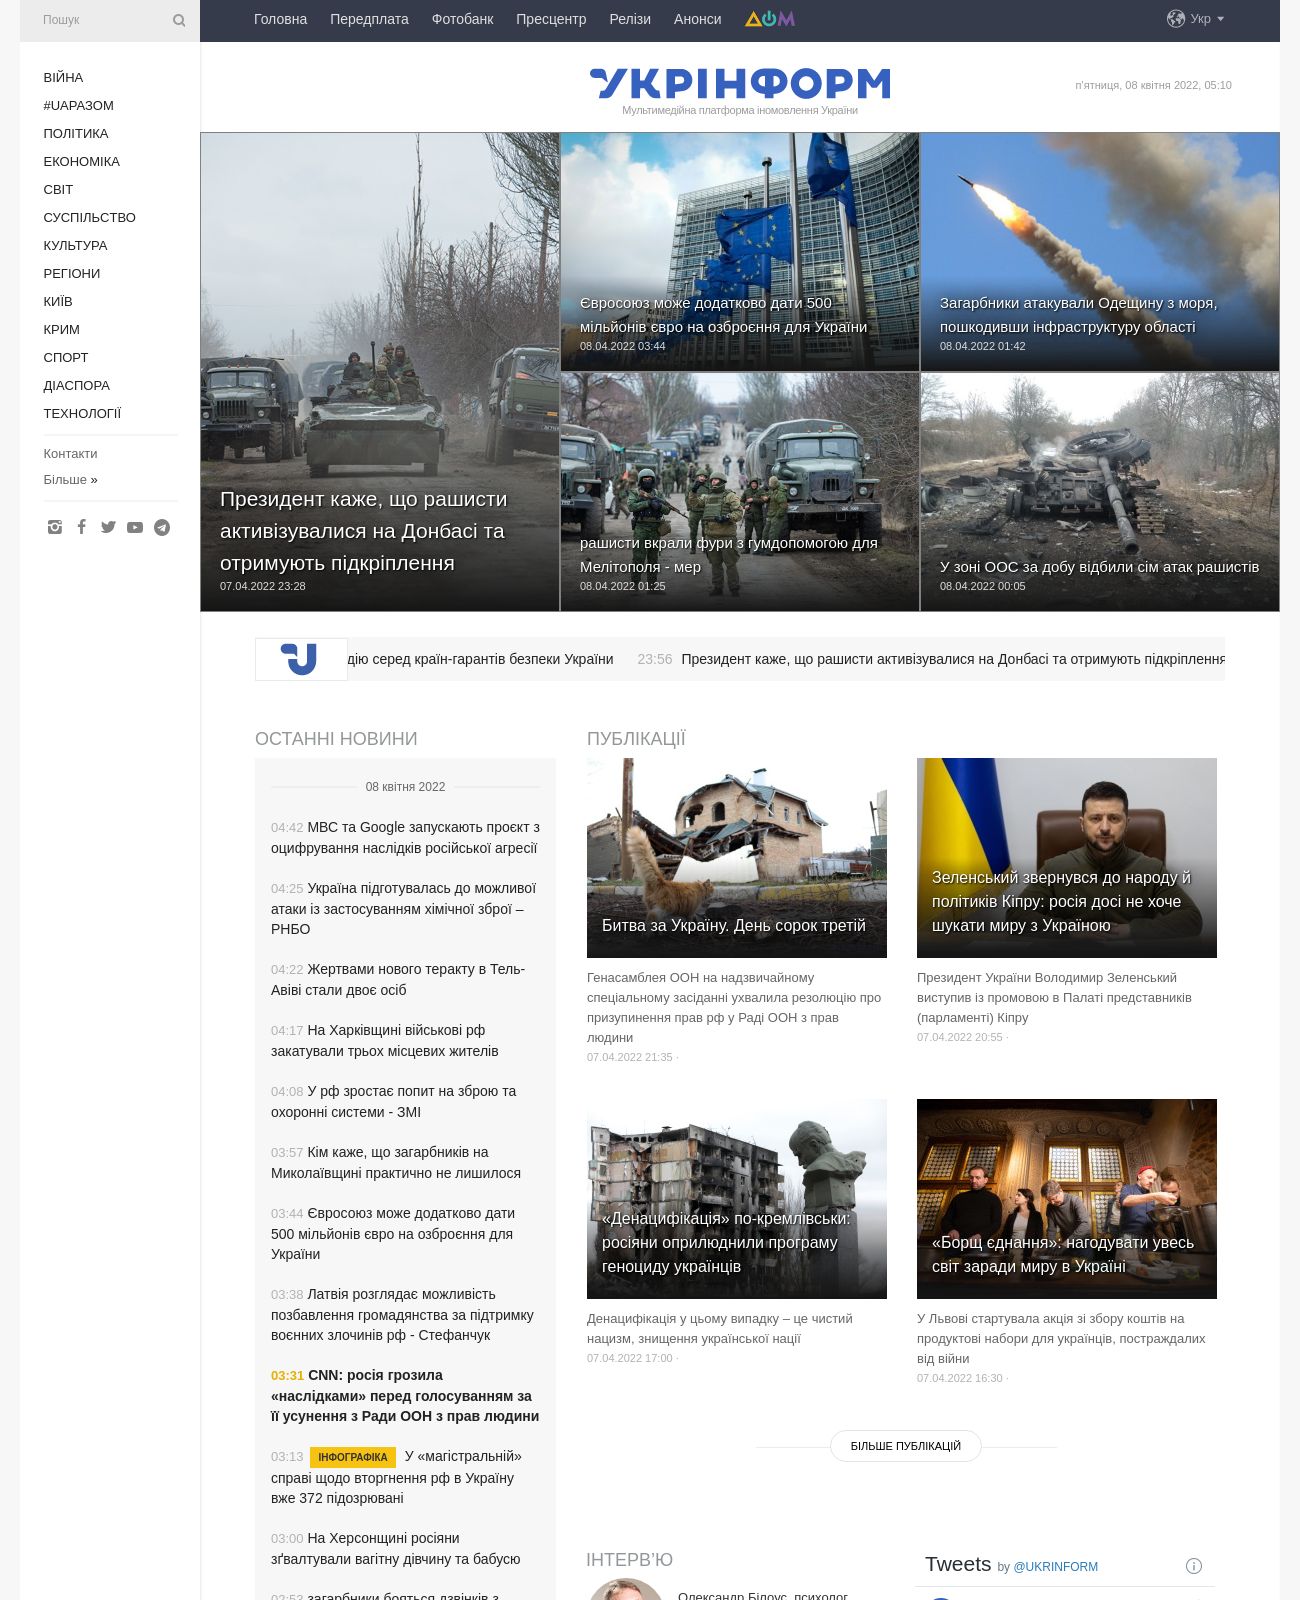 Пошук
Головна Передплата Фотобанк Пресцентр Релізи Анонси ДОМ
Укр
ВІЙНА
#UАРАЗОМ
ПОЛІТИКА
ЕКОНОМІКА
СВІТ
СУСПІЛЬСТВО
КУЛЬТУРА
РЕГІОНИ
КИЇВ
КРИМ
СПОРТ
ДІАСПОРА
ТЕХНОЛОГІЇ
Контакти
Більше »
УКРІНФОРМ
Мультимедійна платформа іномовлення України
п'ятниця, 08 квітня 2022, 05:10
Президент каже, що рашисти
активізувалися на Донбасі та
отримують підкріплення
07.04.2022 23:28
Євросоюз може додатково дати 500
мільйонів євро на озброєння для України
08.04.2022 03:44
Загарбники атакували Одещину з моря,
пошкодивши інфраструктуру області
08.04.2022 01:42
рашисти вкрали фури з гумдопомогою для
Мелітополя - мер
08.04.2022 01:25
У зоні ООС за добу відбили сім атак рашистів
08.04.2022 00:05
дію серед країн-гарантів безпеки України 23:56 Президент каже, що рашисти активізувалися на Донбасі та отримують підкріплення
ОСТАННІ НОВИНИ
08 квітня 2022
04:42 МВС та Google запускають проєкт з
оцифрування наслідків російської агресії
04:25 Україна підготувалась до можливої
атаки із застосуванням хімічної зброї –
РНБО
04:22 Жертвами нового теракту в Тель-
Авіві стали двоє осіб
04:17 На Харківщині військові рф
закатували трьох місцевих жителів
04:08 У рф зростає попит на зброю та
охоронні системи - ЗМІ
03:57 Кім каже, що загарбників на
Миколаївщині практично не лишилося
03:44 Євросоюз може додатково дати
500 мільйонів євро на озброєння для
України
03:38 Латвія розглядає можливість
позбавлення громадянства за підтримку
воєнних злочинів рф - Стефанчук
03:31 CNN: росія грозила
«наслідками» перед голосуванням за
її усунення з Ради ООН з прав людини
03:13 ІНФОГРАФІКА У «магістральній»
справі щодо вторгнення рф в Україну
вже 372 підозрювані
03:00 На Херсонщині росіяни
зґвалтували вагітну дівчину та бабусю
02:53 загарбники бояться дзвінків з
ПУБЛІКАЦІЇ
Битва за Україну. День сорок третій
Генасамблея ООН на надзвичайному
спеціальному засіданні ухвалила резолюцію про
призупинення прав рф у Раді ООН з прав
людини
07.04.2022 21:35 ·
Зеленський звернувся до народу й
політиків Кіпру: росія досі не хоче
шукати миру з Україною
Президент України Володимир Зеленський
виступив із промовою в Палаті представників
(парламенті) Кіпру
07.04.2022 20:55 ·
«Денацифікація» по-кремлівськи:
росіяни оприлюднили програму
геноциду українців
Денацифікація у цьому випадку – це чистий
нацизм, знищення української нації
07.04.2022 17:00 ·
«Борщ єднання»: нагодувати увесь
світ заради миру в Україні
У Львові стартувала акція зі збору коштів на
продуктові набори для українців, постраждалих
від війни
07.04.2022 16:30 ·
БІЛЬШЕ ПУБЛІКАЦІЙ
ІНТЕРВ'Ю
Олександр Білоус, психолог
Tweets by @UKRINFORM